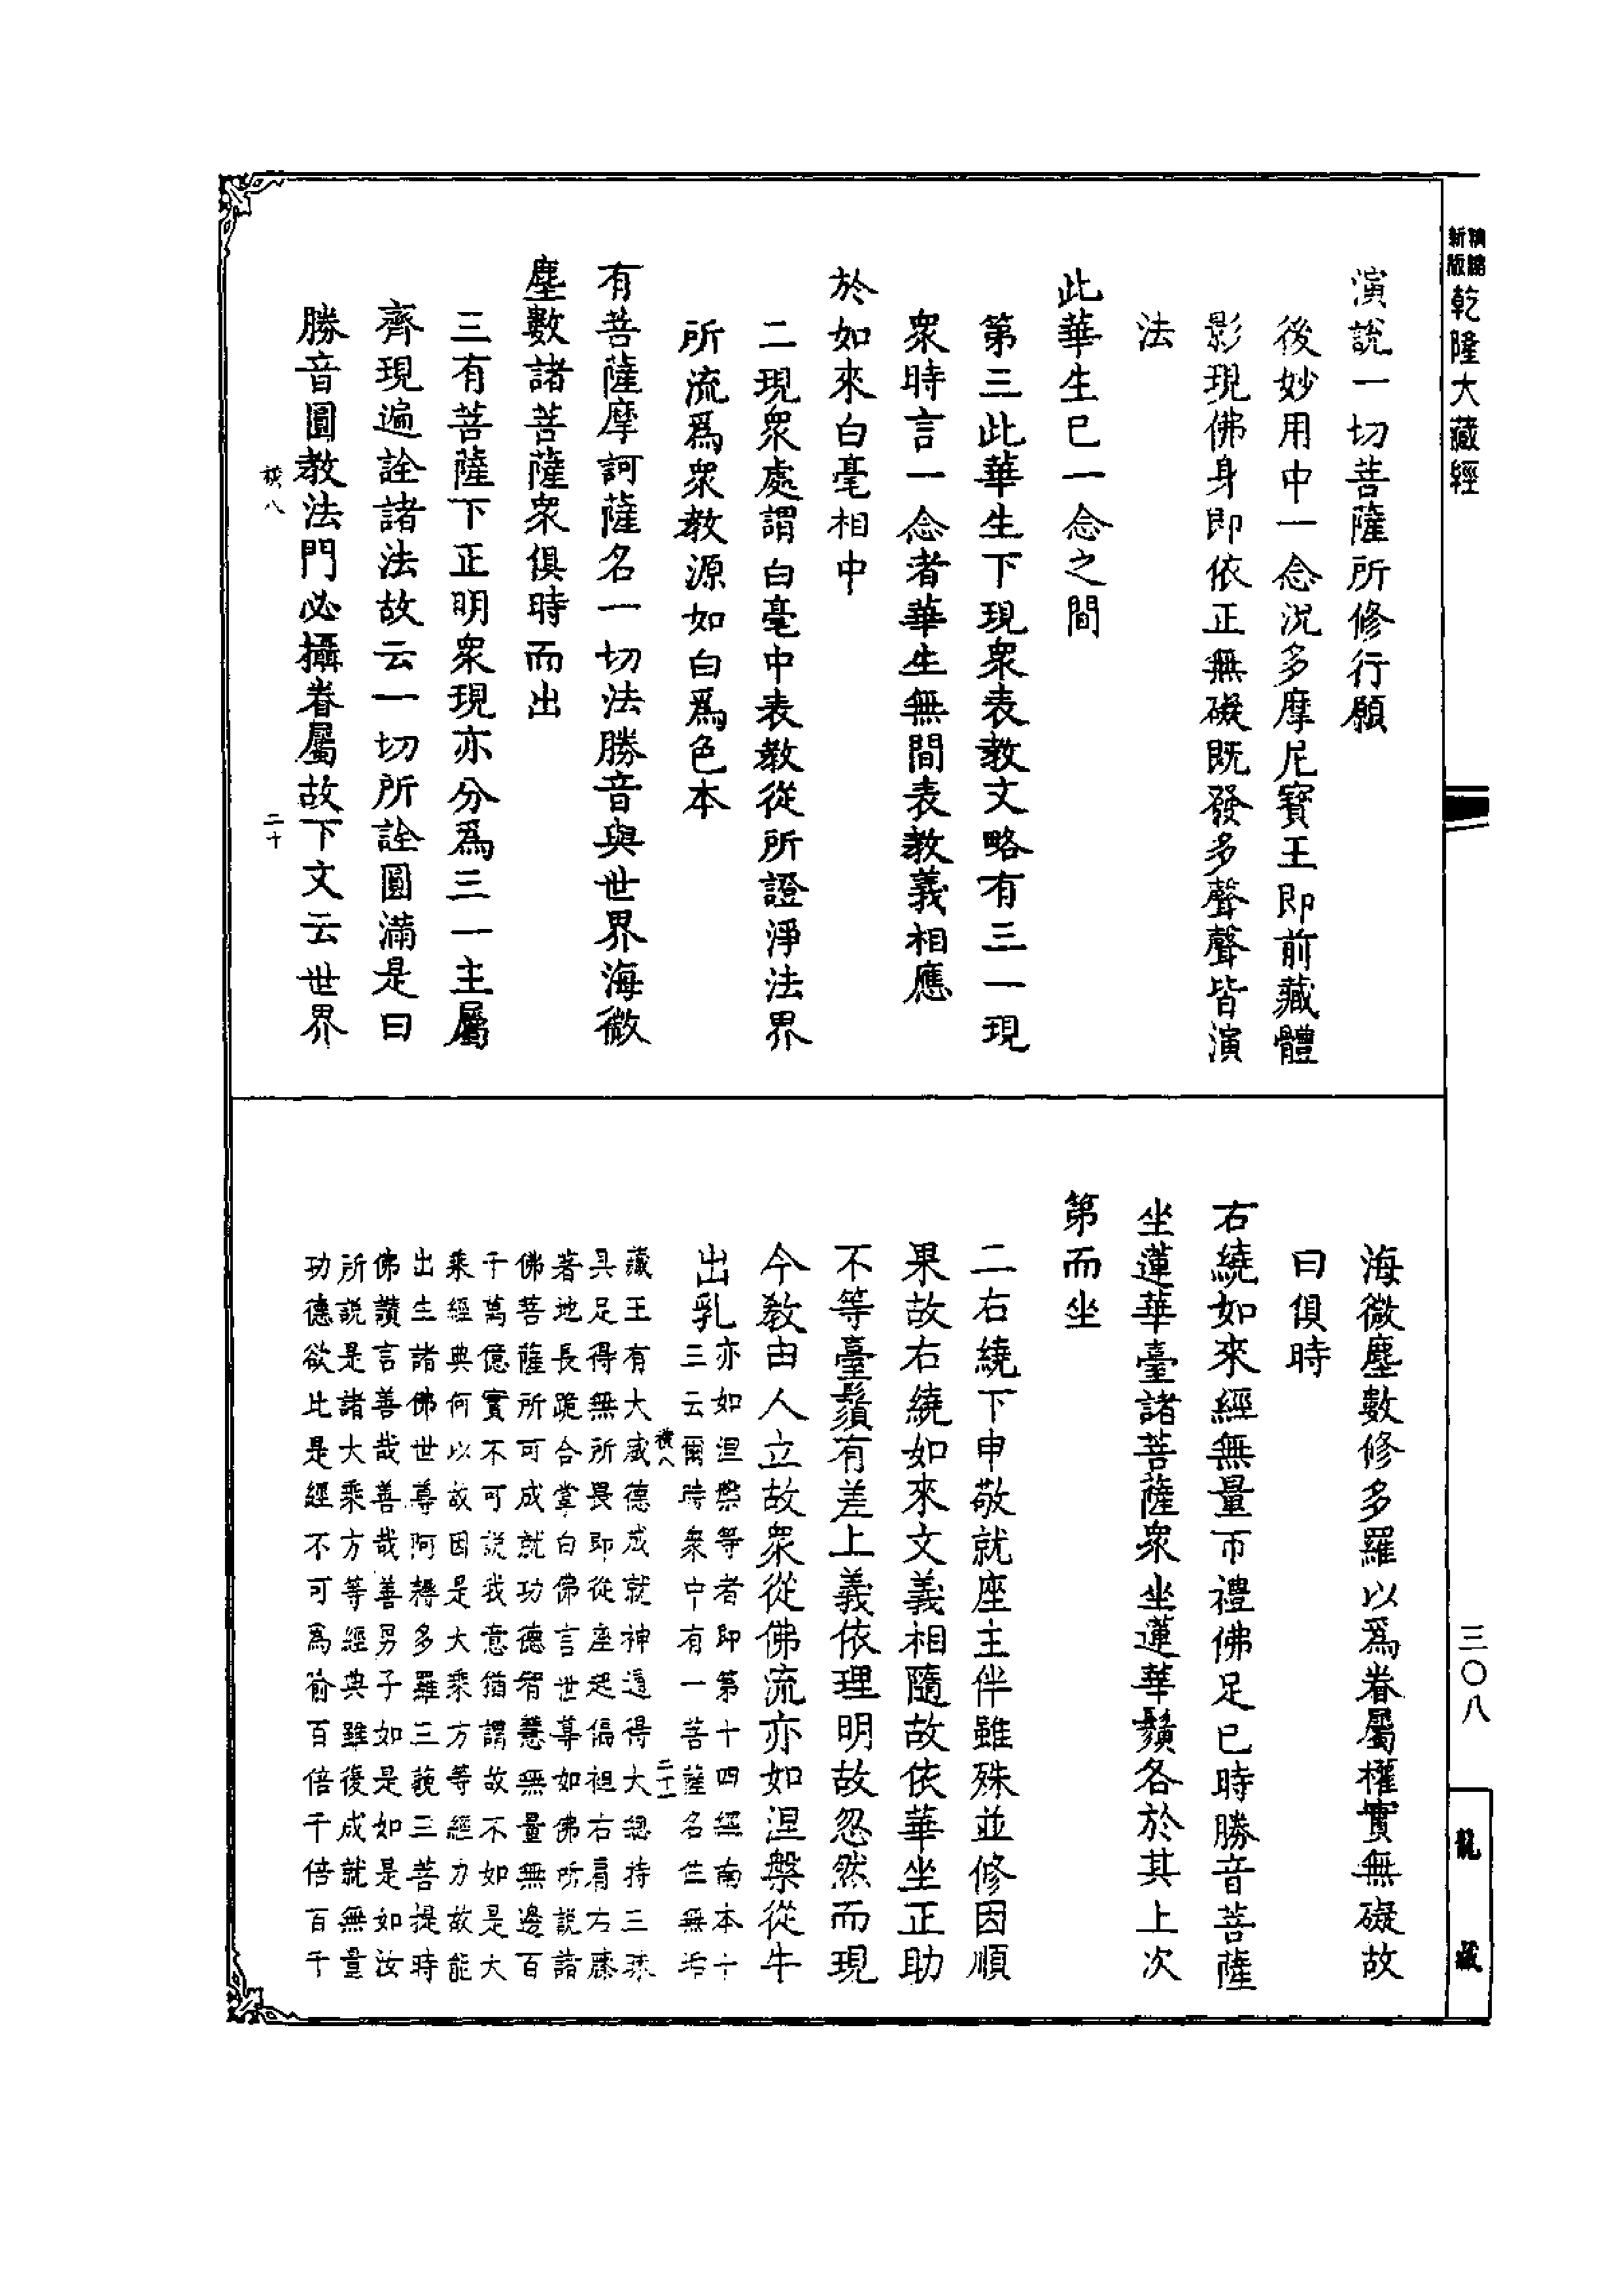 精縮
新版
乾隆大藏經
三〇八
龍藏
演説一切菩薩所修行願
後妙用中一念況多摩尼寶王即前藏體
影現佛身即依正無礙既發多聲聲皆演
法
此華生已一念之間
第三此華生下現衆表教文略有三一現
衆時言一念者華生無間表教義相應
於如來白毫相中
二現衆處謂白毫中表教從所證淨法界
所流爲衆教源如白爲色本
有菩薩摩訶薩名一切法勝音與世界海微
塵數諸菩薩衆俱時而出
三有菩薩下正明衆現亦分爲三一主屬
齊現遍詮諸法故云一切所詮圓滿是曰
勝音圓教法門必攝眷屬故下文云世界
横八
二十
海微塵數修多羅以爲眷屬權實無礙故
曰俱時
右繞如來經無量帀禮佛足已時勝音菩薩
坐蓮華臺諸菩薩衆坐蓮華鬚各於其上次
第而坐
二右繞下申敬就座主伴雖殊並修因順
果故右繞如來文義相隨故依華坐正助
不等臺鬚有差上義依理明故忽然而現
今教由人立故衆從佛流亦如涅槃從牛
出乳亦如涅槃等者即第十四經南本十
三云爾時衆中有一菩薩名住無垢
横八
二十一
藏王有大威德成就神通得大總持三昧
具足得無所畏即從座起偏袒右肩右膝
著地長跪合掌白佛言世尊如佛所說諸
佛菩薩所可成就功德智慧無量無邊百
千萬億實不可說我意猶謂故不如是大
乘經典何以故因是大乘方等經力故能
出生諸佛世尊阿耨多羅三藐三菩提時
佛讚言善哉善哉善男子如是如是如汝
所説是諸大乘方等經典雖復成就無量
功德欲比是經不可爲喻百倍千倍百千